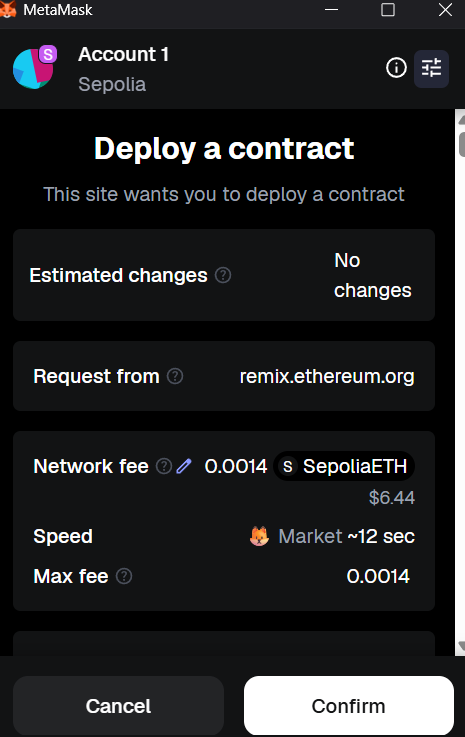 MetaMask
S
Account 1
Sepolia
Deploy a contract
This site wants you to deploy a contract
Estimated changes ?
No
changes
Request from ? remix.ethereum.org
Network fee ? 0.0014 S SepoliaETH
$6.44
Speed Market ~12 sec
Max fee ? 0.0014
Cancel Confirm